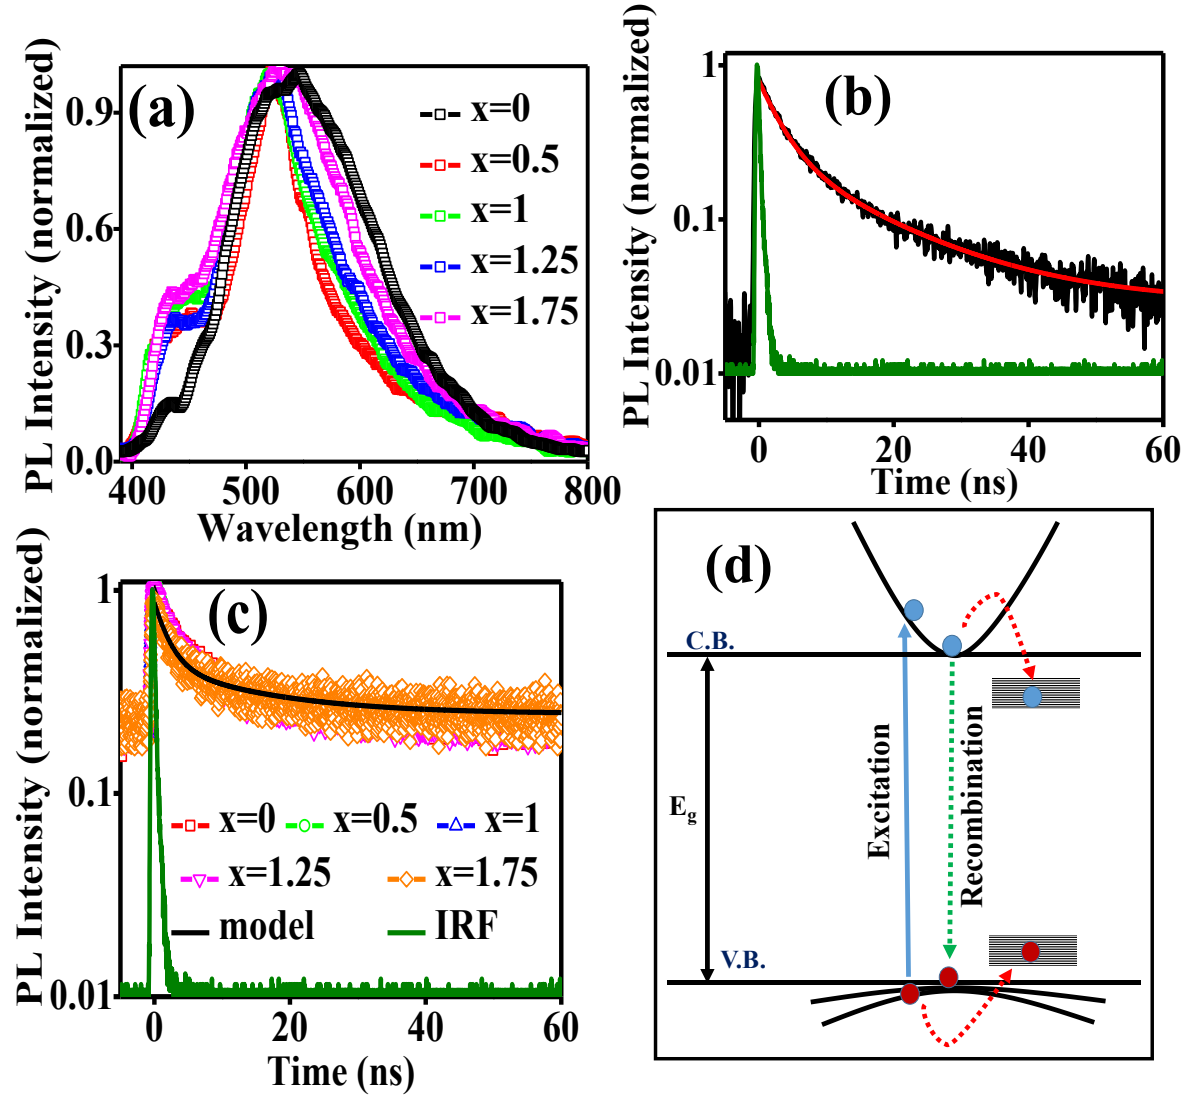 PL Intensity (normalized)
0.9
0.6
0.3
0.0
(a)
x=0
x=0.5
x=1
x=1.25
x=1.75
400 500 600 700 800
Wavelength (nm)
PL Intensity (normalized)
1
0.1
0.01
(b)
0 20 40 60
Time (ns)
PL Intensity (normalized)
1
0.1
0.01
(c)
x=0 x=0.5 x=1
x=1.25 x=1.75
model IRF
0 20 40 60
Time (ns)
(d)
C.B.
Eg
Excitation
Recombination
V.B.